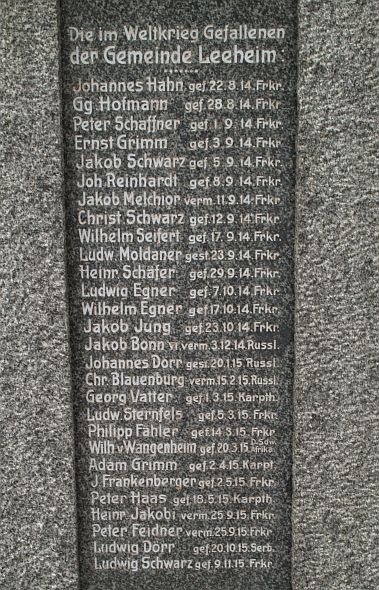 Die im Weltkrieg Gefallenen
der Gemeinde Leeheim:
Johannes Hahn gef. 22.8.14. Frkr.
Gg. Hofmann gef. 28.8.14. Frkr.
Peter Schaffner gef. 1.9.14. Frkr.
Ernst Grimm gef. 3.9.14. Frkr.
Jakob Schwarz gef. 5.9.14. Frkr.
Joh. Reinhardt gef. 8.9.14. Frkr.
Jakob Melchior verm. 11.9.14. Frkr.
Christ. Schwarz gef. 12.9.14. Frkr.
Wilhelm Seifert gef. 17.9.14. Frkr.
Ludw. Moldaner gest. 23.9.14. Frkr.
Heinr. Schäfer gef. 29.9.14. Frkr.
Ludwig Egner gef. 7.10.14. Frkr.
Wilhelm Egner gef. 17.10.14. Frkr.
Jakob Jung gef. 23.10.14. Frkr.
Jakob Bonn VI. verm. 3.12.14. Russl.
Johannes Dörr gest. 20.1.15. Russl.
Chr. Blauenburg verm. 15.2.15. Russl.
Georg Vatter gef. 1.3.15. Karpth.
Ludw. Sternfels gef. 5.3.15. Frkr.
Philipp Fähler gef. 14.3.15. Frkr.
Wilh. v. Wangenheim gef. 20.3.15. D. Sdw. Afrika
Adam Grimm gef. 2.4.15. Karpt.
J. Frankenberger gef. 2.5.15. Frkr.
Peter Haas gef. 18.5.15. Karpth.
Heinr. Jakobi verm. 25.9.15. Frkr.
Peter Feidner verm. 25.9.15. Frkr.
Ludwig Dörr gef. 20.10.15. Serb.
Ludwig Schwarz gef. 9.11.15. Frkr.